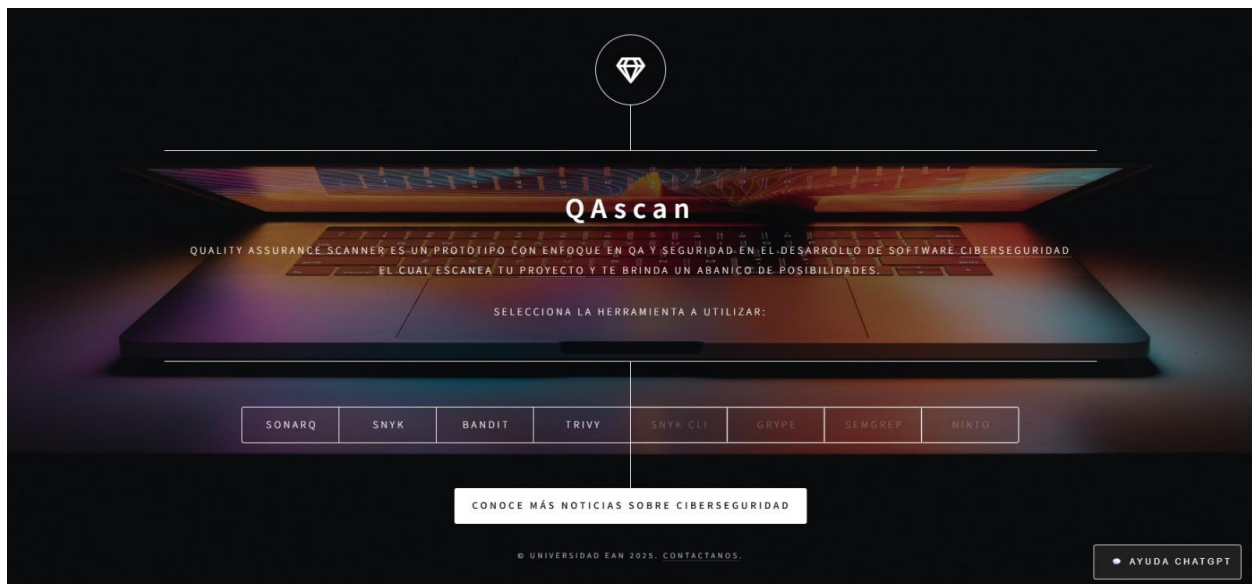 QAscan
QUALITY ASSURANCE SCANNER ES UN PROTOTIPO CON ENFOQUE EN QA Y SEGURIDAD EN EL DESARROLLO DE SOFTWARE CIBERSEGURIDAD
EL CUAL ESCANEA TU PROYECTO Y TE BRINDA UN ABANICO DE POSIBILIDADES.
SELECCIONA LA HERRAMIENTA A UTILIZAR:
SONARQ SNYK BANDIT TRIVY SNYK CLI GRYPE SEMGREP NIKTO
CONOCE MÁS NOTICIAS SOBRE CIBERSEGURIDAD
© UNIVERSIDAD EAN 2025. CONTACTANOS.
AYUDA CHATGPT